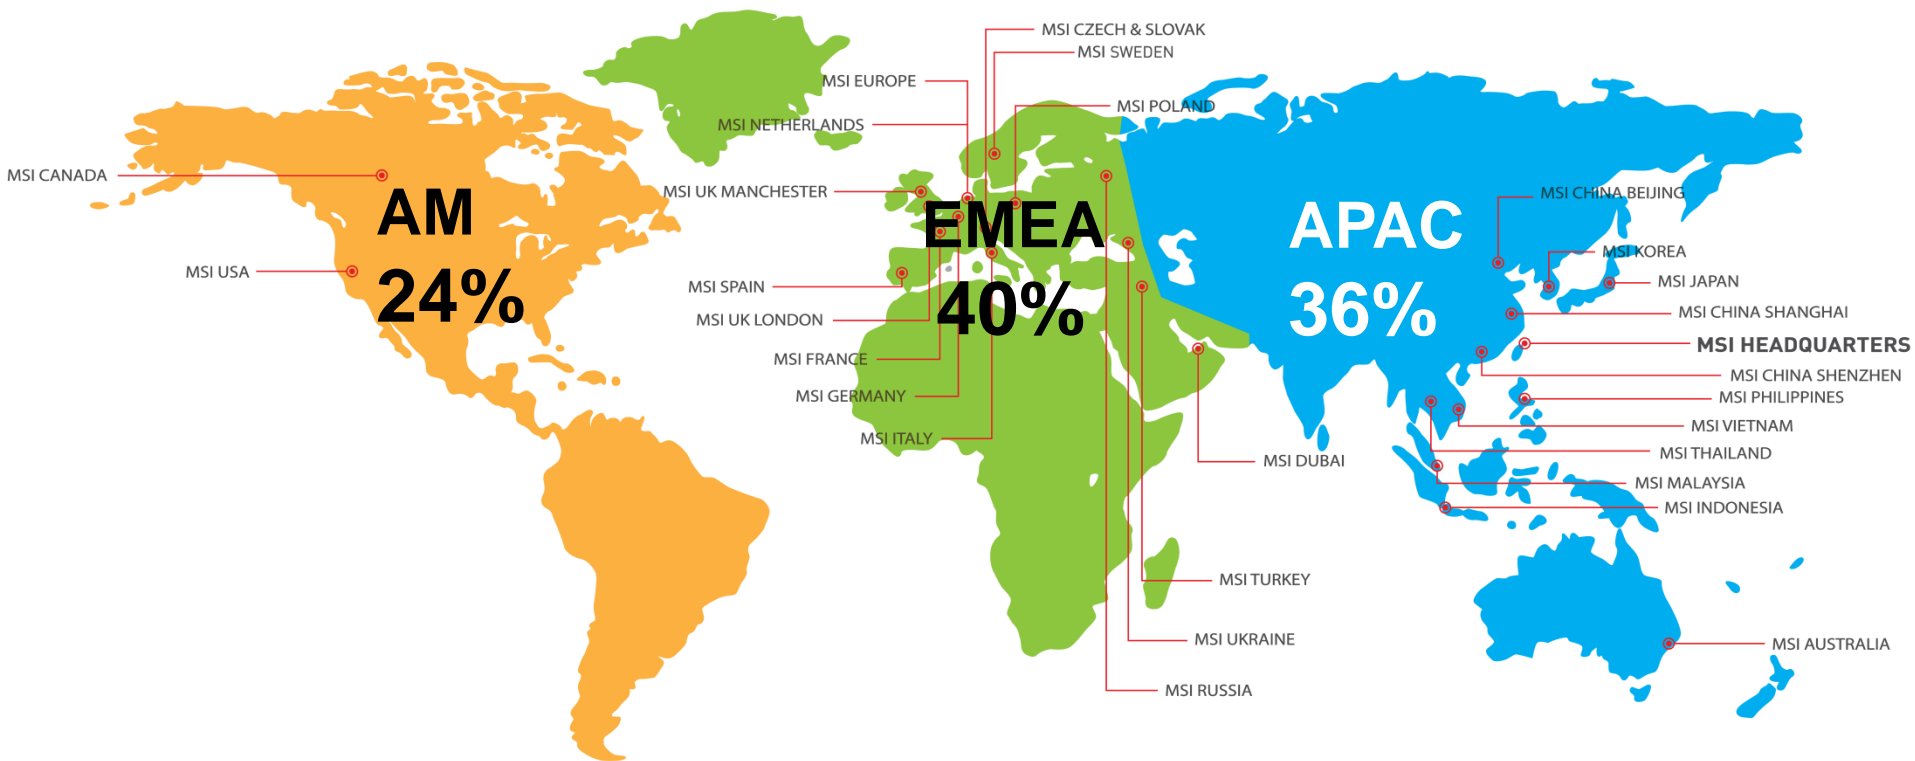 MSI CZECH & SLOVAK
MSI SWEDEN
MSI EUROPE
MSI POLAND
MSI NETHERLANDS
MSI CANADA
MSI UK MANCHESTER
MSI CHINA BEIJING
AM
24%
EMEA
40%
APAC
36%
MSI KOREA
MSI USA
MSI JAPAN
MSI SPAIN
MSI CHINA SHANGHAI
MSI UK LONDON
MSI HEADQUARTERS
MSI FRANCE
MSI CHINA SHENZHEN
MSI GERMANY
MSI PHILIPPINES
MSI VIETNAM
MSI ITALY
MSI THAILAND
MSI DUBAI
MSI MALAYSIA
MSI INDONESIA
MSI TURKEY
MSI UKRAINE
MSI AUSTRALIA
MSI RUSSIA